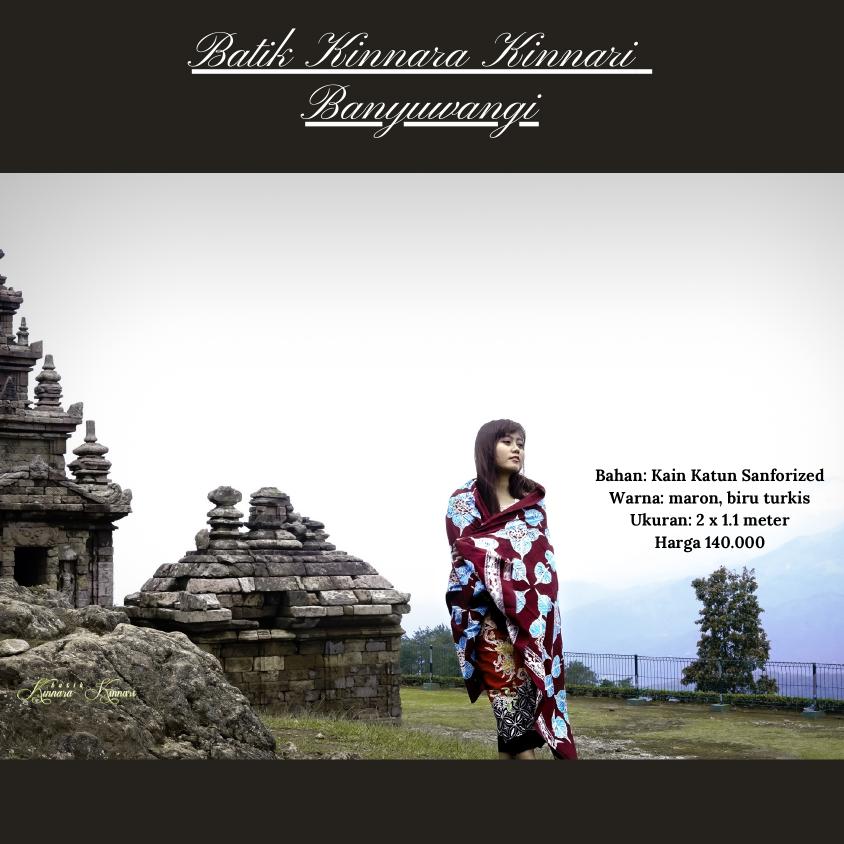 Batik Kinnara Kinnari
Banyuwangi
Bahan: Kain Katun Sanforized
Warna: maron, biru turkis
Ukuran: 2 x 1.1 meter
Harga 140.000
Batik
Kinnara Kinnari